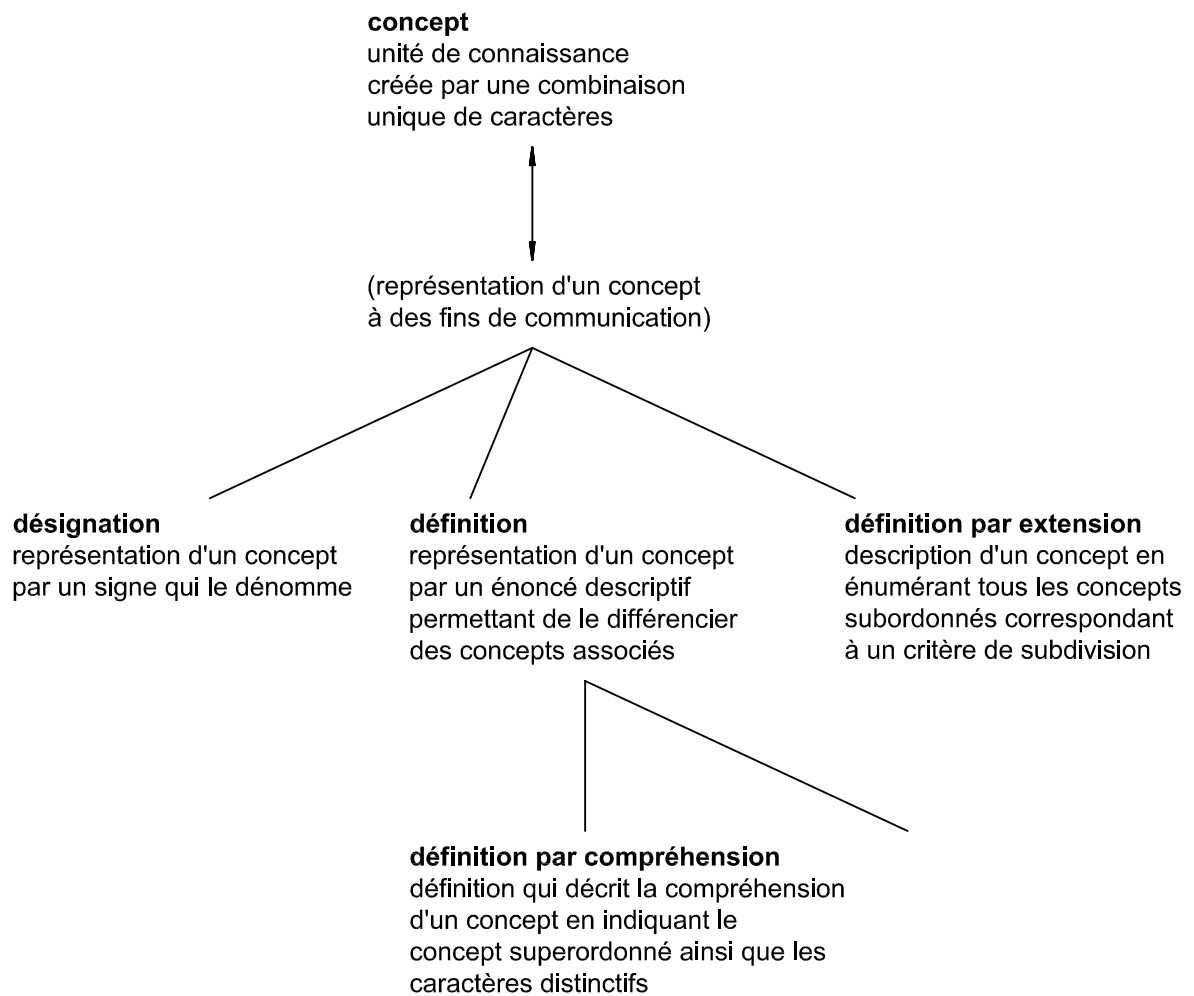 concept
unité de connaissance
créée par une combinaison
unique de caractères
(représentation d'un concept
à des fins de communication)
désignation
représentation d'un concept
par un signe qui le dénomme
définition
représentation d'un concept
par un énoncé descriptif
permettant de le différencier
des concepts associés
définition par extension
description d'un concept en
énumérant tous les concepts
subordonnés correspondant
à un critère de subdivision
définition par compréhension
définition qui décrit la compréhension
d'un concept en indiquant le
concept superordonné ainsi que les
caractères distinctifs